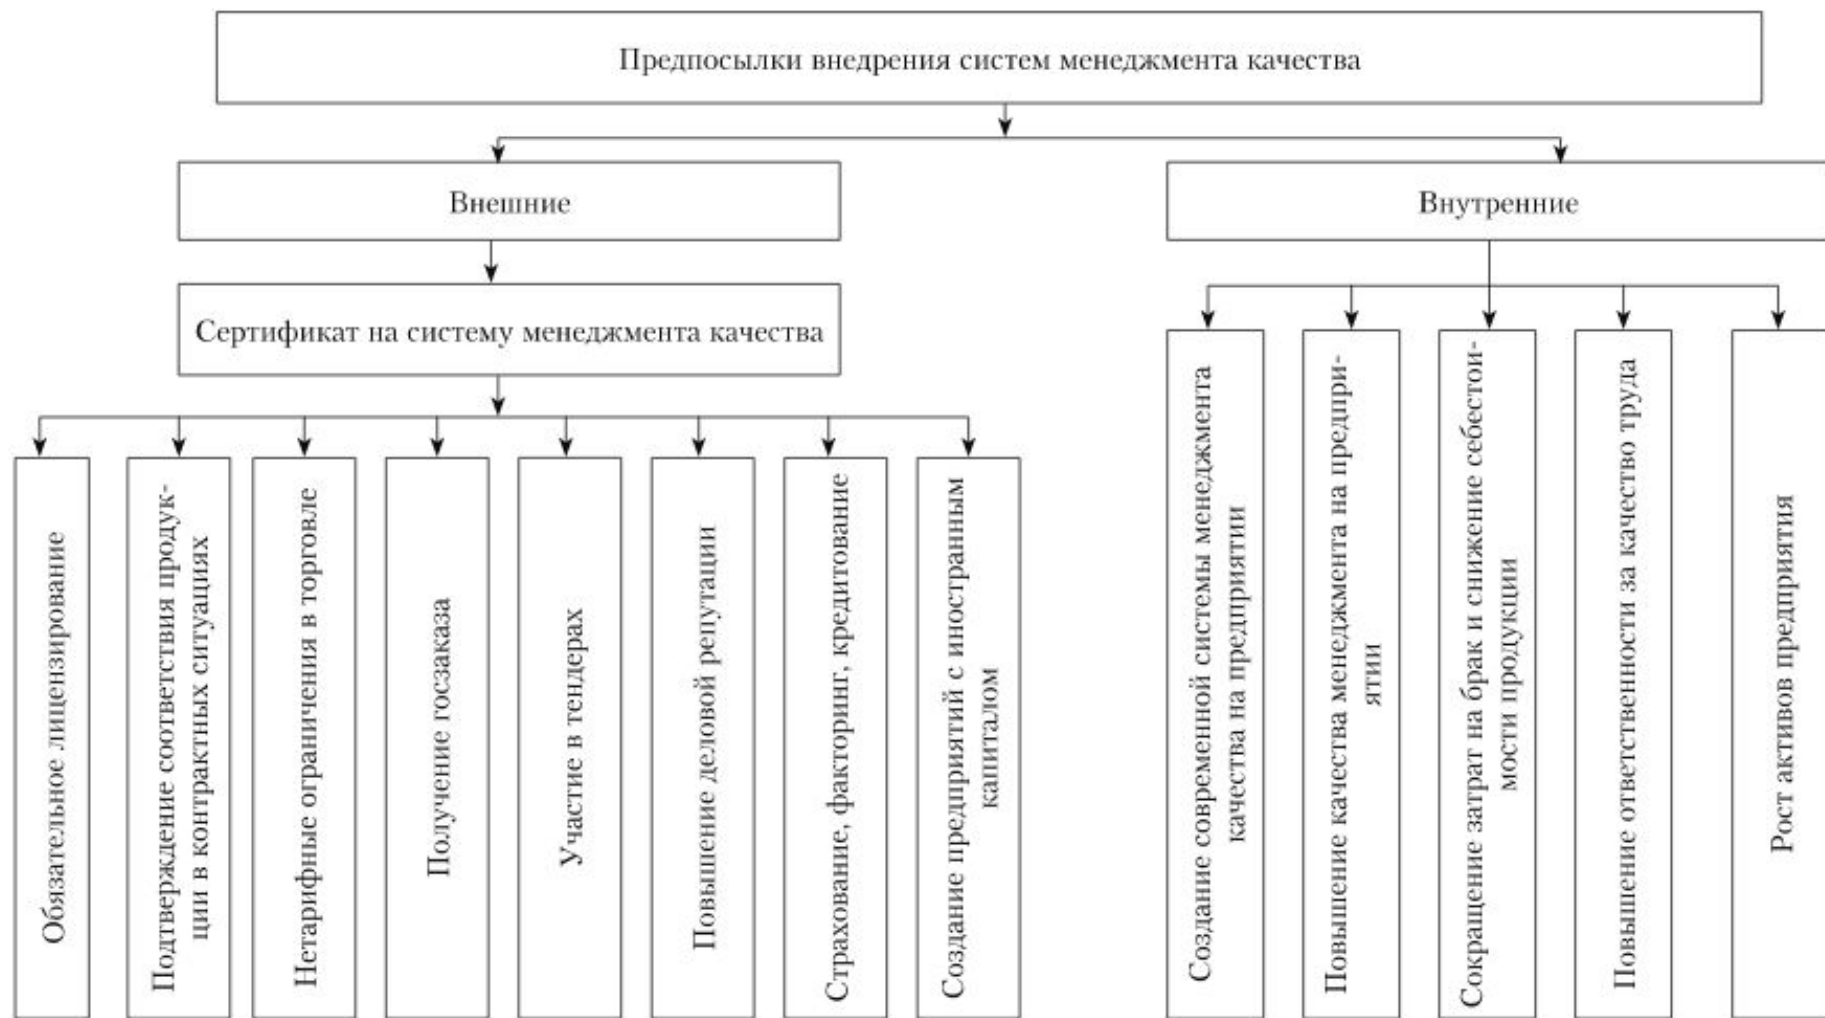 Предпосылки внедрения систем менеджмента качества
Внешние
Внутренние
Сертификат на систему менеджмента качества
Обязательное лицензирование
Подтверждение соответствия продук-
ции в контрактных ситуациях
Нетарифные ограничения в торговле
Получение госзаказа
Участие в тендерах
Повышение деловой репутации
Страхование, факторинг, кредитование
Создание предприятий с иностранным
капиталом
Создание современной системы менеджмента
качества на предприятии
Повышение качества менеджмента на предпри-
ятии
Сокращение затрат на брак и снижение себестои-
мости продукции
Повышение ответственности за качество труда
Рост активов предприятия